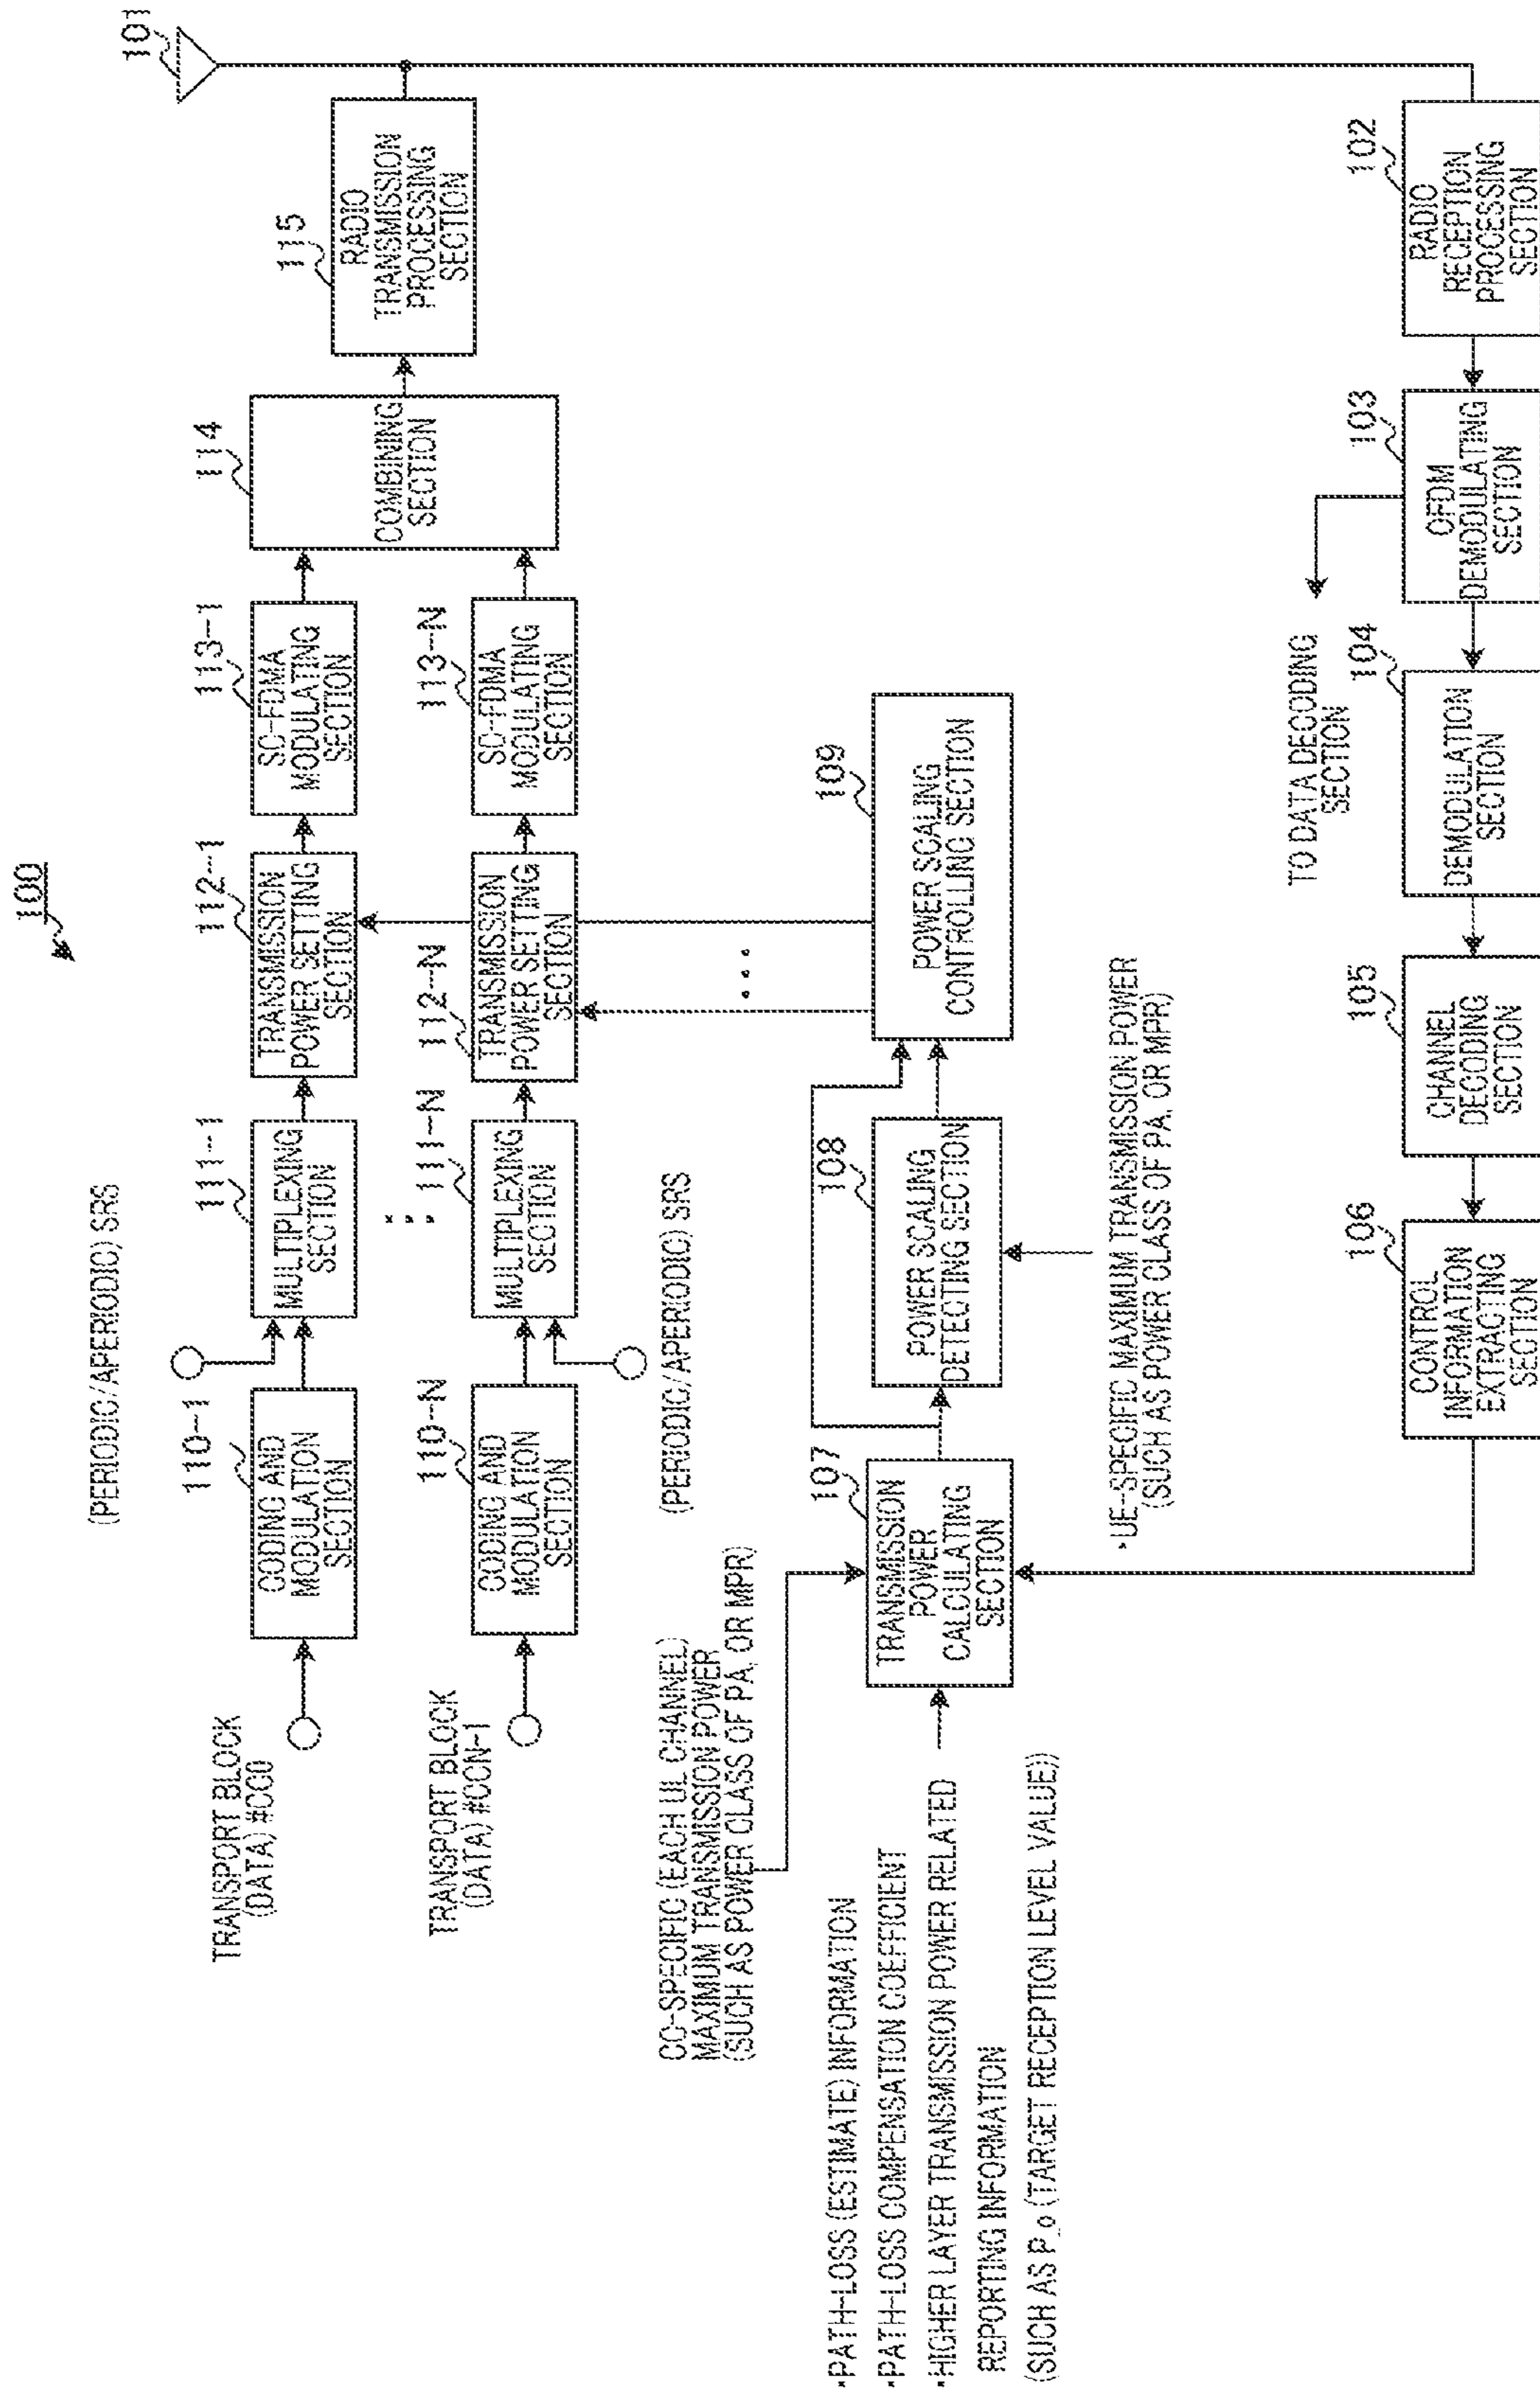 100
101
TRANSPORT BLOCK
(DATA) #CC0
110-1
CODING AND
MODULATION
SECTION
(PERIODIC/APERIODIC) SRS
111-1
MULTIPLEXING
SECTION
112-1
TRANSMISSION
POWER SETTING
SECTION
113-1
SC-FDMA
MODULATING
SECTION
114
COMBINING
SECTION
115
RADIO
TRANSMISSION
PROCESSING
SECTION
TRANSPORT BLOCK
(DATA) #CCN-1
110-N
CODING AND
MODULATION
SECTION
(PERIODIC/APERIODIC) SRS
111-N
MULTIPLEXING
SECTION
112-N
TRANSMISSION
POWER SETTING
SECTION
113-N
SC-FDMA
MODULATING
SECTION
CC-SPECIFIC (EACH UL CHANNEL)
MAXIMUM TRANSMISSION POWER
(SUCH AS POWER CLASS OF PA, OR MPR)
•PATH-LOSS (ESTIMATE) INFORMATION
•PATH-LOSS COMPENSATION COEFFICIENT
•HIGHER LAYER TRANSMISSION POWER RELATED
REPORTING INFORMATION
(SUCH AS P_o (TARGET RECEPTION LEVEL VALUE))
107
TRANSMISSION
POWER
CALCULATING
SECTION
108
POWER SCALING
DETECTING SECTION
109
POWER SCALING
CONTROLLING SECTION
•UE-SPECIFIC MAXIMUM TRANSMISSION POWER
(SUCH AS POWER CLASS OF PA, OR MPR)
TO DATA DECODING
SECTION
106
CONTROL
INFORMATION
EXTRACTING
SECTION
105
CHANNEL
DECODING
SECTION
104
DEMODULATION
SECTION
103
OFDM
DEMODULATING
SECTION
102
RADIO
RECEPTION
PROCESSING
SECTION